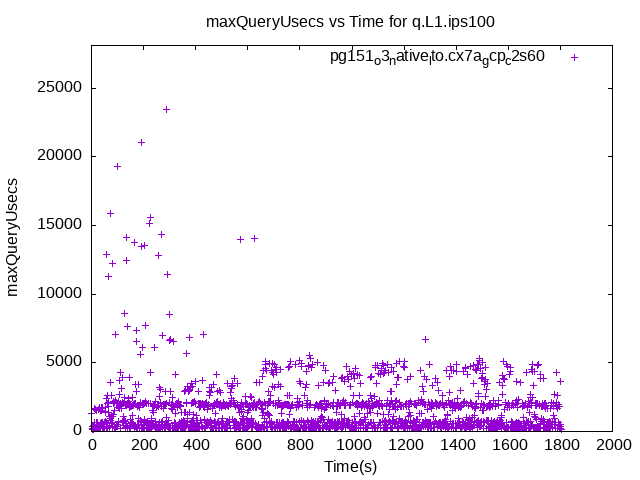 maxQueryUsecs vs Time for q.L1.ips100
pg151_o3_native_lto.cx7a_gcp_c2s60
25000
20000
15000
10000
5000
0
maxQueryUsecs
0 200 400 600 800 1000 1200 1400 1600 1800 2000
Time(s)